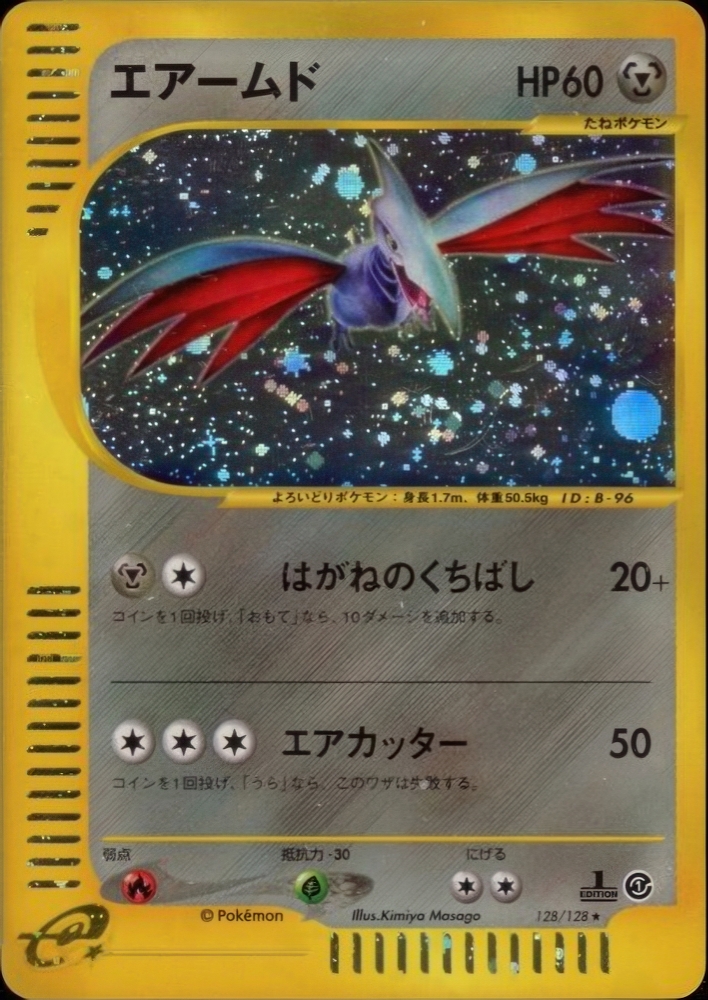 エアームド
HP60
たねポケモン
よろいどりポケモン：身長1.7m、体重50.5kg ID：B-96
はがねのくちばし 20+
コインを1回投げ、「おもて」なら、10ダメージを追加する。
エアカッター 50
コインを1回投げ、「うら」なら、このワザは失敗する。
弱点 抵抗力 -30 にげる
1 EDITION
© Pokémon Illus.Kimiya Masago 128/128 ★